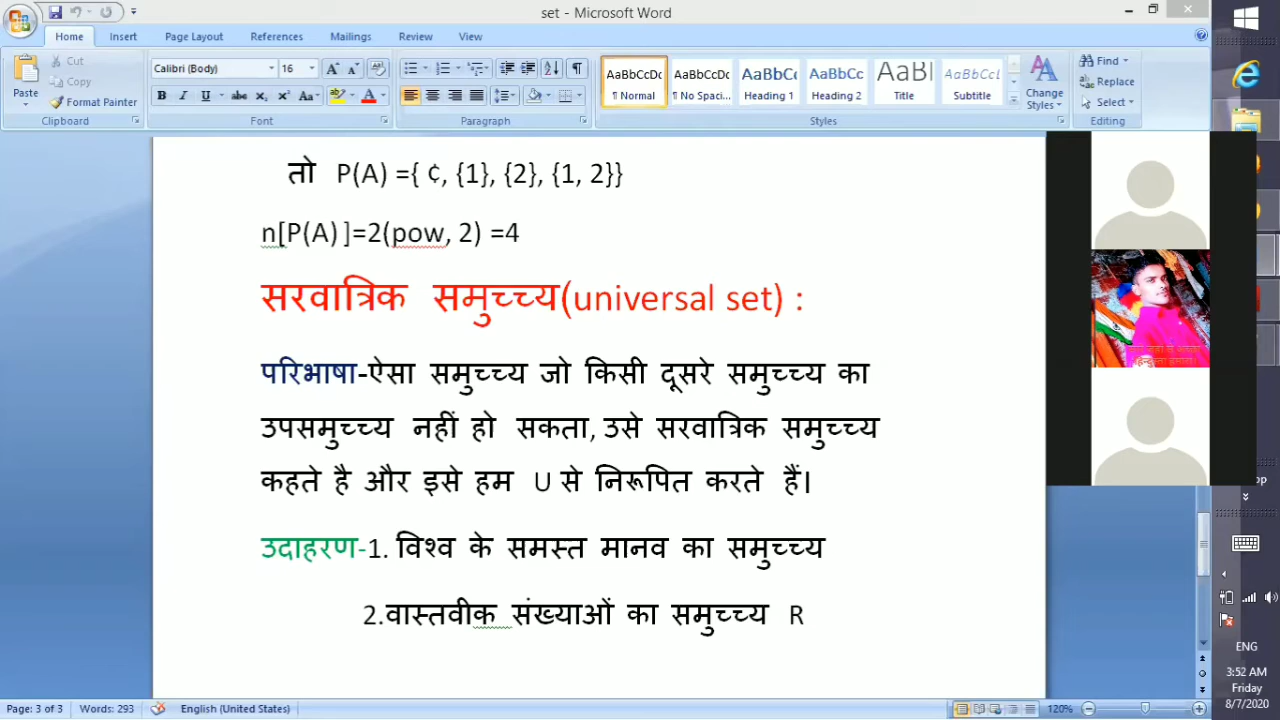 set - Microsoft Word
Home Insert Page Layout References Mailings Review View
Paste
Cut
Copy
Format Painter
Clipboard
Calibri (Body) 16
Font
Paragraph
AaBbCcDc AaBbCcDc AaBbCc AaBbCc AaBl AaBbCcL
¶ Normal ¶ No Spaci... Heading 1 Heading 2 Title Subtitle
Change Styles
Styles
Find
Replace
Select
Editing
तो P(A) ={ ¢, {1}, {2}, {1, 2}}
n[P(A)]=2(pow, 2) =4
सरवात्रिक समुच्च्य(universal set) :
परिभाषा-ऐसा समुच्च्य जो किसी दूसरे समुच्च्य का
उपसमुच्च्य नहीं हो सकता, उसे सरवात्रिक समुच्च्य
कहते है और इसे हम U से निरूपित करते हैं।
उदाहरण-1. विश्व के समस्त मानव का समुच्च्य
2.वास्तवीक संख्याओं का समुच्च्य R
Page: 3 of 3 Words: 293 English (United States) 120%
ENG
3:52 AM
Friday
8/7/2020